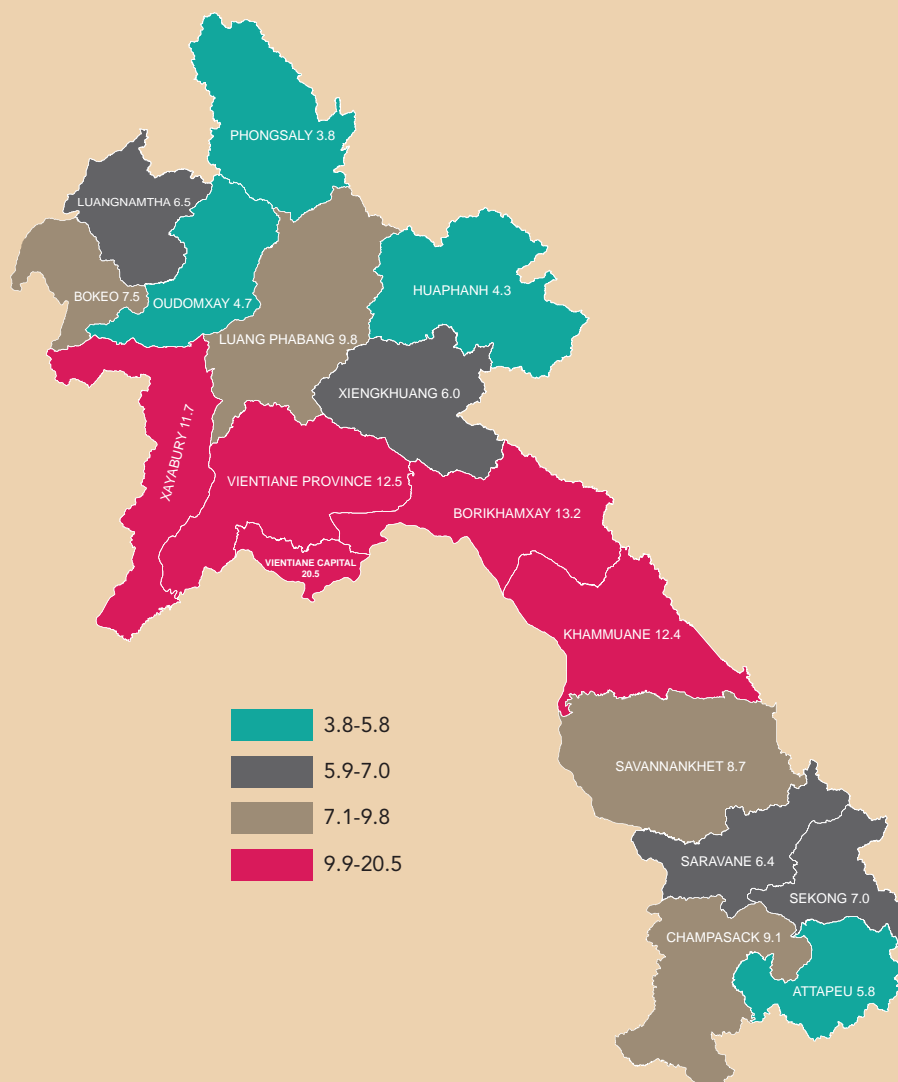 PHONGSALY 3.8
LUANGNAMTHA 6.5
HUAPHANH 4.3
BOKEO 7.5
OUDOMXAY 4.7
LUANG PHABANG 9.8
XIENGKHUANG 6.0
XAYABURY 11.7
VIENTIANE PROVINCE 12.5
BORIKHAMXAY 13.2
VIENTIANE CAPITAL
20.5
KHAMMUANE 12.4
3.8-5.8
5.9-7.0
7.1-9.8
9.9-20.5
SAVANNANKHET 8.7
SARAVANE 6.4
SEKONG 7.0
CHAMPASACK 9.1
ATTAPEU 5.8